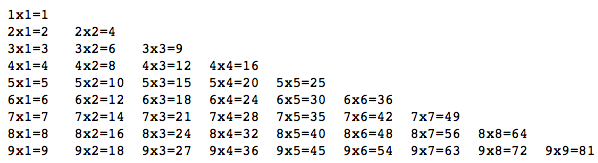 1x1=1
2x1=2 2x2=4
3x1=3 3x2=6 3x3=9
4x1=4 4x2=8 4x3=12 4x4=16
5x1=5 5x2=10 5x3=15 5x4=20 5x5=25
6x1=6 6x2=12 6x3=18 6x4=24 6x5=30 6x6=36
7x1=7 7x2=14 7x3=21 7x4=28 7x5=35 7x6=42 7x7=49
8x1=8 8x2=16 8x3=24 8x4=32 8x5=40 8x6=48 8x7=56 8x8=64
9x1=9 9x2=18 9x3=27 9x4=36 9x5=45 9x6=54 9x7=63 9x8=72 9x9=81